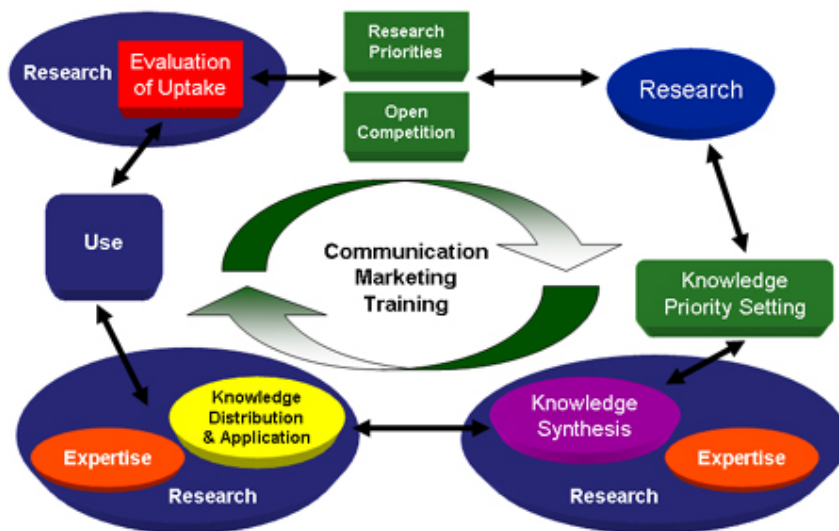 Research
Evaluation
of Uptake
Research
Priorities
Open
Competition
Research
Use
Communication
Marketing
Training
Knowledge
Priority Setting
Knowledge
Distribution
& Application
Expertise
Research
Knowledge
Synthesis
Expertise
Research